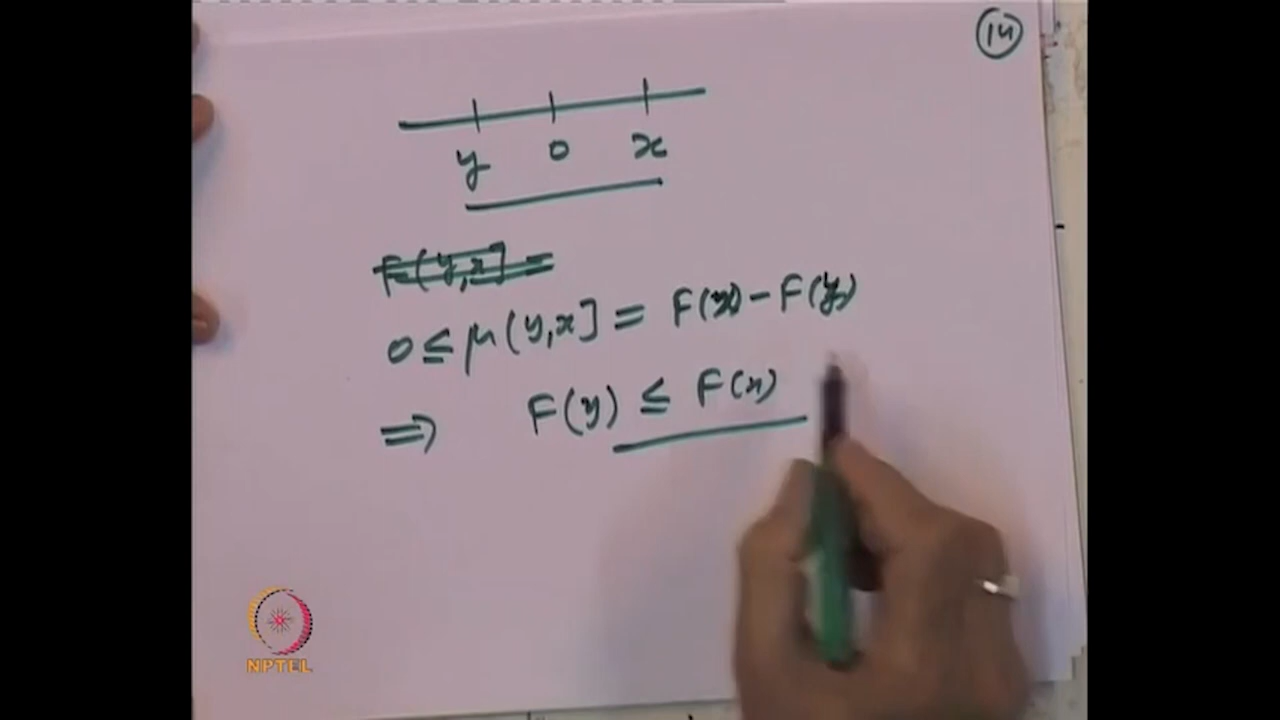 14
y 0 x
F(y,x] =
0 ≤ μ(y,x] = F(x) - F(y)
⇒ F(y) ≤ F(x)
NPTEL